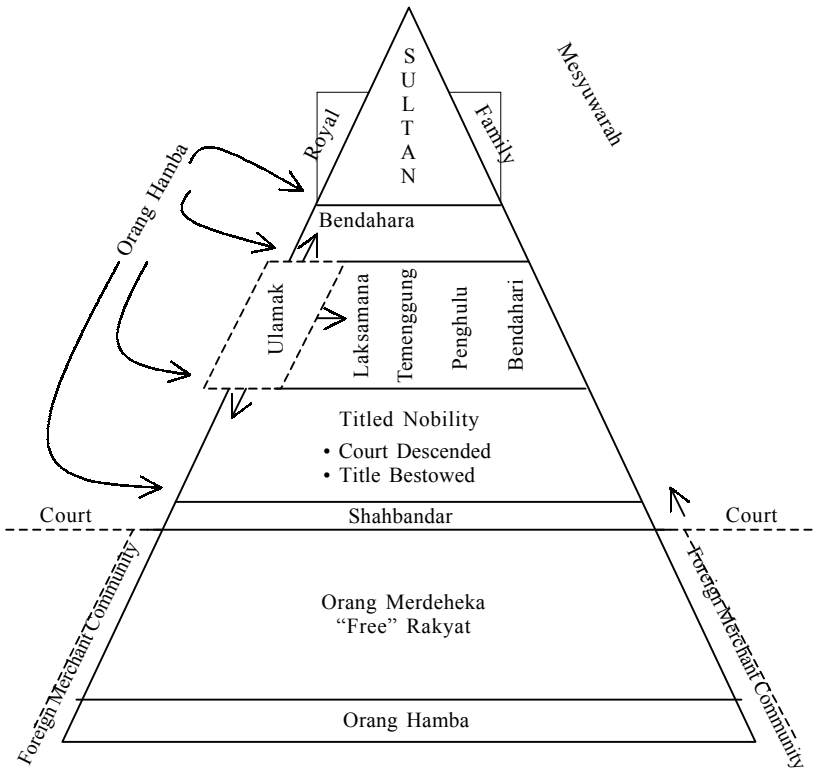 SULTAN
Mesyuwarah
Royal
Family
Orang Hamba
Bendahara
Ulamak
Laksamana
Temenggung
Penghulu
Bendahari
Titled Nobility
• Court Descended
• Title Bestowed
Court
Shahbandar
Court
Foreign Merchant Community
Orang Merdeheka
“Free” Rakyat
Foreign Merchant Community
Orang Hamba